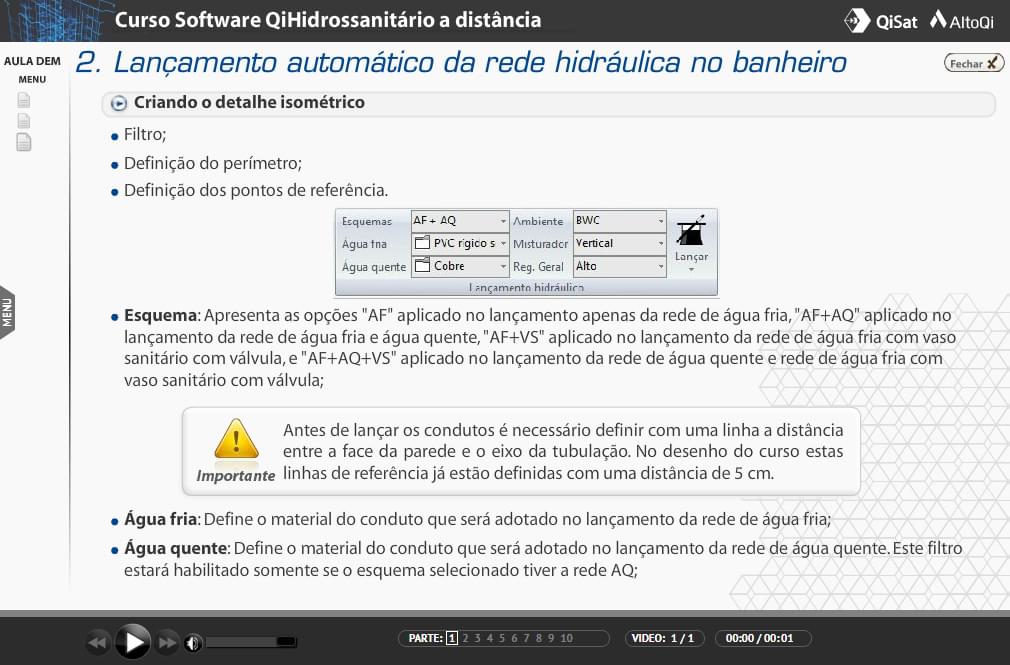 Curso Software QiHidrossanitário a distância
QiSat AltoQi
AULA DEM
MENU
2. Lançamento automático da rede hidráulica no banheiro
Fechar
Criando o detalhe isométrico
Filtro;
Definição do perímetro;
Definição dos pontos de referência.
Esquemas AF + AQ Ambiente BWC
Água fria PVC rígido s Misturador Vertical
Lançar
Água quente Cobre Reg. Geral Alto
Lançamento hidráulico
MENU
Esquema: Apresenta as opções "AF" aplicado no lançamento apenas da rede de água fria, "AF+AQ" aplicado no
lançamento da rede de água fria e água quente, "AF+VS" aplicado no lançamento da rede de água fria com vaso
sanitário com válvula, e "AF+AQ+VS" aplicado no lançamento da rede de água quente e rede de água fria com
vaso sanitário com válvula;
Importante
Antes de lançar os condutos é necessário definir com uma linha a distância
entre a face da parede e o eixo da tubulação. No desenho do curso estas
linhas de referência já estão definidas com uma distância de 5 cm.
Água fria: Define o material do conduto que será adotado no lançamento da rede de água fria;
Água quente: Define o material do conduto que será adotado no lançamento da rede de água quente. Este filtro
estará habilitado somente se o esquema selecionado tiver a rede AQ;
PARTE: 1 2 3 4 5 6 7 8 9 10
VIDEO: 1 / 1
00:00 / 00:01